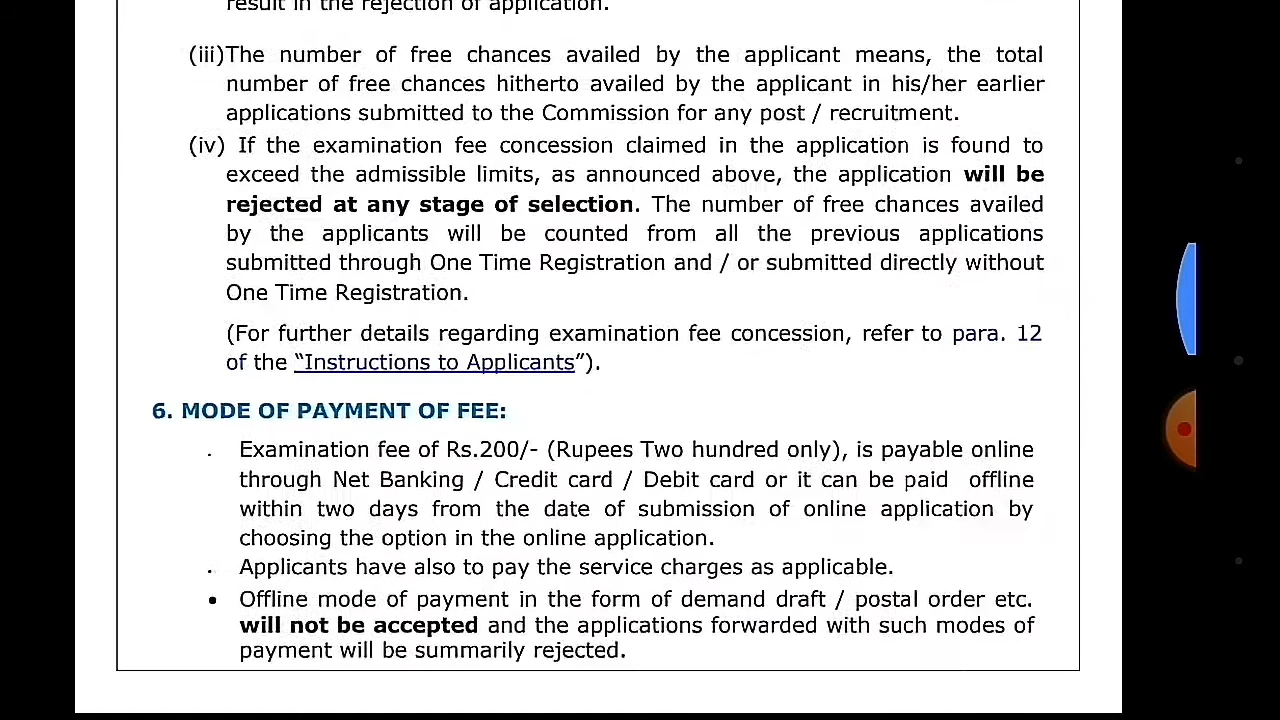 result in the rejection of application.
(iii)The number of free chances availed by the applicant means, the total
number of free chances hitherto availed by the applicant in his/her earlier
applications submitted to the Commission for any post / recruitment.
(iv) If the examination fee concession claimed in the application is found to
exceed the admissible limits, as announced above, the application will be
rejected at any stage of selection. The number of free chances availed
by the applicants will be counted from all the previous applications
submitted through One Time Registration and / or submitted directly without
One Time Registration.
(For further details regarding examination fee concession, refer to para. 12
of the “Instructions to Applicants”).
6. MODE OF PAYMENT OF FEE:
. Examination fee of Rs.200/- (Rupees Two hundred only), is payable online
through Net Banking / Credit card / Debit card or it can be paid offline
within two days from the date of submission of online application by
choosing the option in the online application.
. Applicants have also to pay the service charges as applicable.
• Offline mode of payment in the form of demand draft / postal order etc.
will not be accepted and the applications forwarded with such modes of
payment will be summarily rejected.